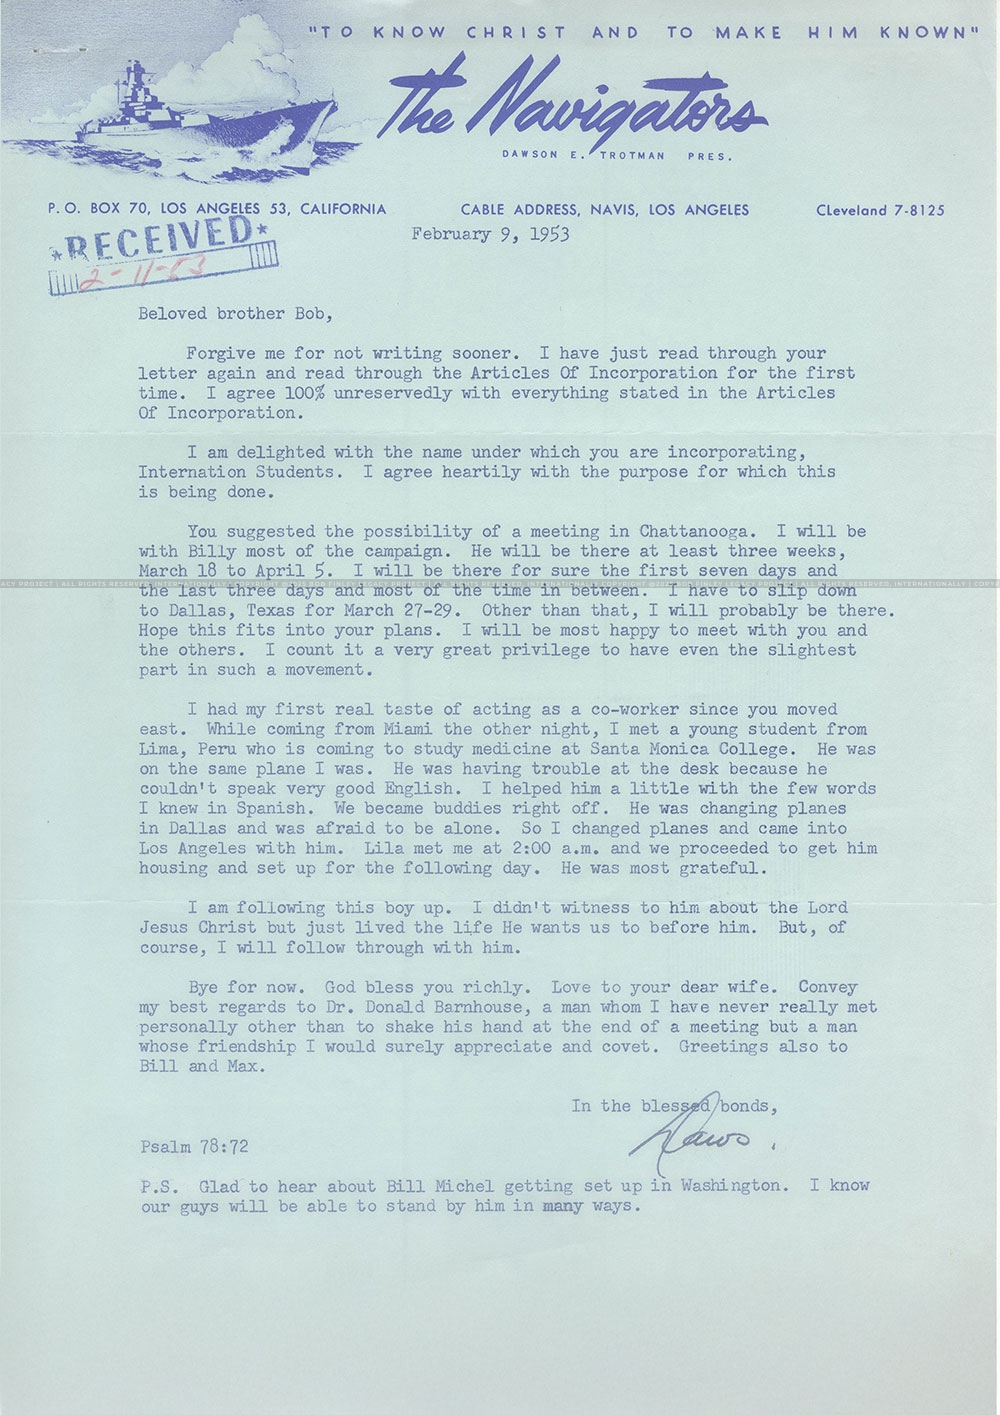 "TO KNOW CHRIST AND TO MAKE HIM KNOWN"
The Navigators
DAWSON E. TROTMAN PRES.
P. O. BOX 70, LOS ANGELES 53, CALIFORNIA CABLE ADDRESS, NAVIS, LOS ANGELES Cleveland 7-8125
RECEIVED
2-11-53
February 9, 1953
Beloved brother Bob,
Forgive me for not writing sooner. I have just read through your
letter again and read through the Articles Of Incorporation for the first
time. I agree 100% unreservedly with everything stated in the Articles
Of Incorporation.
I am delighted with the name under which you are incorporating,
Internation Students. I agree heartily with the purpose for which this
is being done.
You suggested the possibility of a meeting in Chattanooga. I will be
with Billy most of the campaign. He will be there at least three weeks,
March 18 to April 5. I will be there for sure the first seven days and
ACY PROJECT | ALL RIGHTS RESERVED, INTERNATIONALLY | COPYRIGHT BOB FINLEY LEGACY PROJECT | ALL RIGHTS RESERVED, INTERNATIONALLY | COPYR
the last three days and most of the time in between. I have to slip down
to Dallas, Texas for March 27-29. Other than that, I will probably be there.
Hope this fits into your plans. I will be most happy to meet with you and
the others. I count it a very great privilege to have even the slightest
part in such a movement.
I had my first real taste of acting as a co-worker since you moved
east. While coming from Miami the other night, I met a young student from
Lima, Peru who is coming to study medicine at Santa Monica College. He was
on the same plane I was. He was having trouble at the desk because he
couldn't speak very good English. I helped him a little with the few words
I knew in Spanish. We became buddies right off. He was changing planes
in Dallas and was afraid to be alone. So I changed planes and came into
Los Angeles with him. Lila met me at 2:00 a.m. and we proceeded to get him
housing and set up for the following day. He was most grateful.
I am following this boy up. I didn't witness to him about the Lord
Jesus Christ but just lived the life He wants us to before him. But, of
course, I will follow through with him.
Bye for now. God bless you richly. Love to your dear wife. Convey
my best regards to Dr. Donald Barnhouse, a man whom I have never really met
personally other than to shake his hand at the end of a meeting but a man
whose friendship I would surely appreciate and covet. Greetings also to
Bill and Max.
In the blessed bonds,
Daws.
Psalm 78:72
P.S. Glad to hear about Bill Michel getting set up in Washington. I know
our guys will be able to stand by him in many ways.